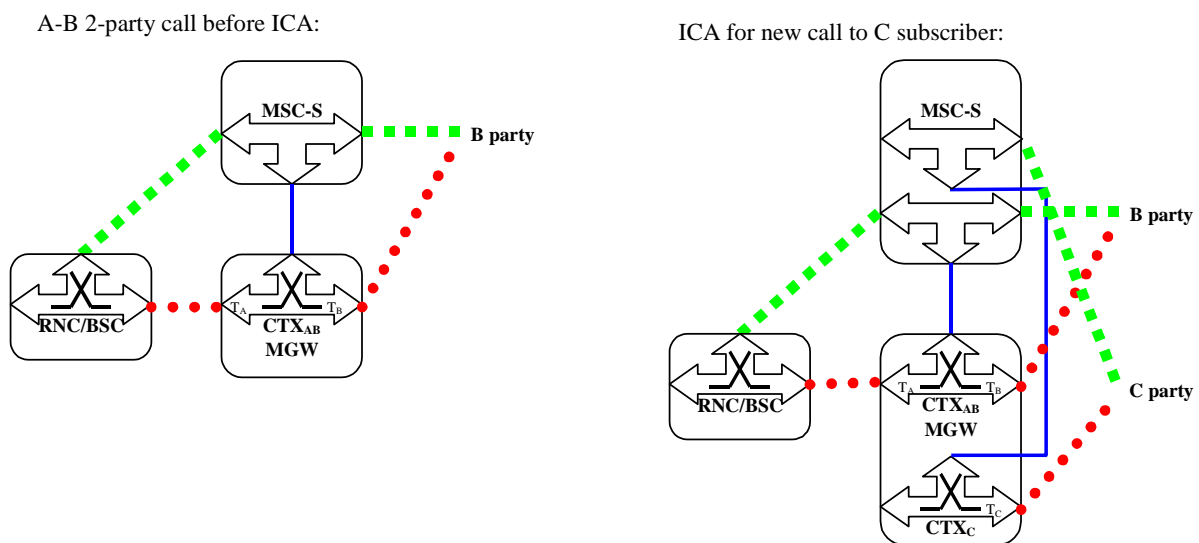 A-B 2-party call before ICA:
MSC-S
B party
RNC/BSC
TA
TB
CTXAB
MGW
ICA for new call to C subscriber:
MSC-S
B party
C party
RNC/BSC
TA
TB
CTXAB
MGW
TC
CTXC